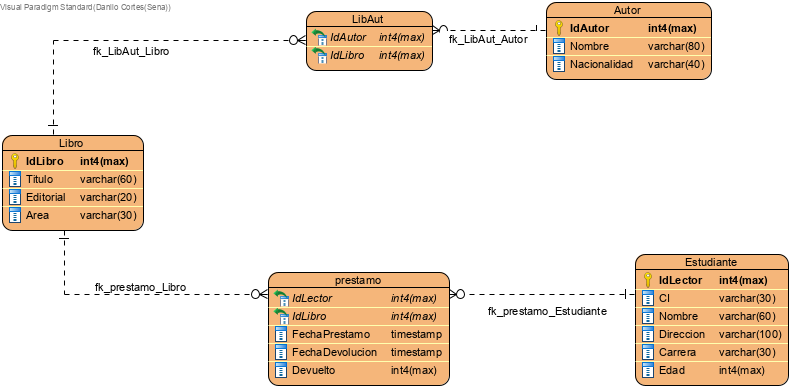 Visual Paradigm Standard(Danilo Cortes(Sena))
LibAut
IdAutor int4(max)
IdLibro int4(max)
Autor
IdAutor int4(max)
Nombre varchar(80)
Nacionalidad varchar(40)
fk_LibAut_Libro
fk_LibAut_Autor
Libro
IdLibro int4(max)
Titulo varchar(60)
Editorial varchar(20)
Area varchar(30)
fk_prestamo_Libro
prestamo
IdLector int4(max)
IdLibro int4(max)
FechaPrestamo timestamp
FechaDevolucion timestamp
Devuelto int4(max)
fk_prestamo_Estudiante
Estudiante
IdLector int4(max)
CI varchar(30)
Nombre varchar(60)
Direccion varchar(100)
Carrera varchar(30)
Edad int4(max)